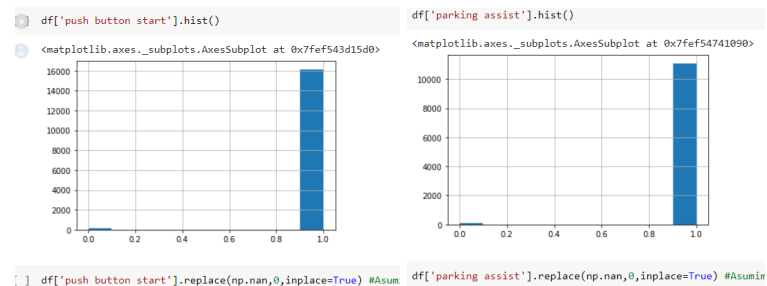 df['push button start'].hist()
<matplotlib.axes._subplots.AxesSubplot at 0x7fef543d15d0>
16000
14000
12000
10000
8000
6000
4000
2000
0
0.0 0.2 0.4 0.6 0.8 1.0
[ ] df['push button start'].replace(np.nan,0,inplace=True) #Asum
df['parking assist'].hist()
<matplotlib.axes._subplots.AxesSubplot at 0x7fef54741090>
10000
8000
6000
4000
2000
0
0.0 0.2 0.4 0.6 0.8 1.0
df['parking assist'].replace(np.nan,0,inplace=True) #Asumim